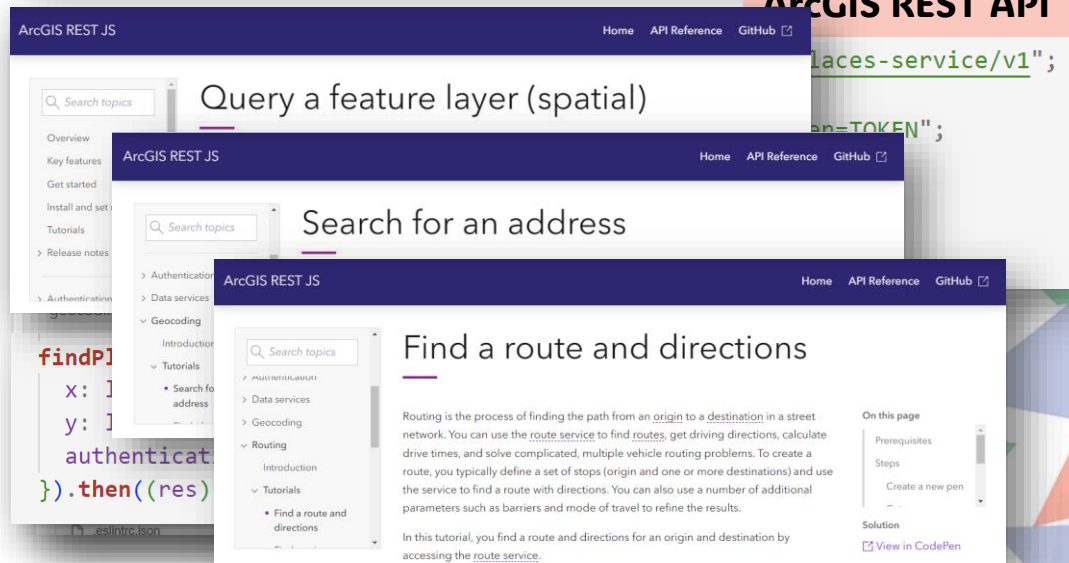 ArcGIS REST API
laces-service/v1";
en=TOKEN";
ArcGIS REST JS
Home API Reference GitHub
Search topics
Overview
Key features
Get started
Install and set
Tutorials
Release notes
Authentication
Query a feature layer (spatial)
ArcGIS REST JS
Home API Reference GitHub
Search topics
Authentication
Data services
Geocoding
Introduction
Tutorials
Search fo
address
Search for an address
findPl
x:
y:
authenticat
}).then((res)
.eslintrc.json
ArcGIS REST JS
Home API Reference GitHub
Search topics
Authentication
Data services
Geocoding
Routing
Introduction
Tutorials
Find a route and
directions
Find a route and directions
Routing is the process of finding the path from an origin to a destination in a street
network. You can use the route service to find routes, get driving directions, calculate
drive times, and solve complicated, multiple vehicle routing problems. To create a
route, you typically define a set of stops (origin and one or more destinations) and use
the service to find a route with directions. You can also use a number of additional
parameters such as barriers and mode of travel to refine the results.
In this tutorial, you find a route and directions for an origin and destination by
accessing the route service.
On this page
Prerequisites
Steps
Create a new pen
Solution
View in CodePen